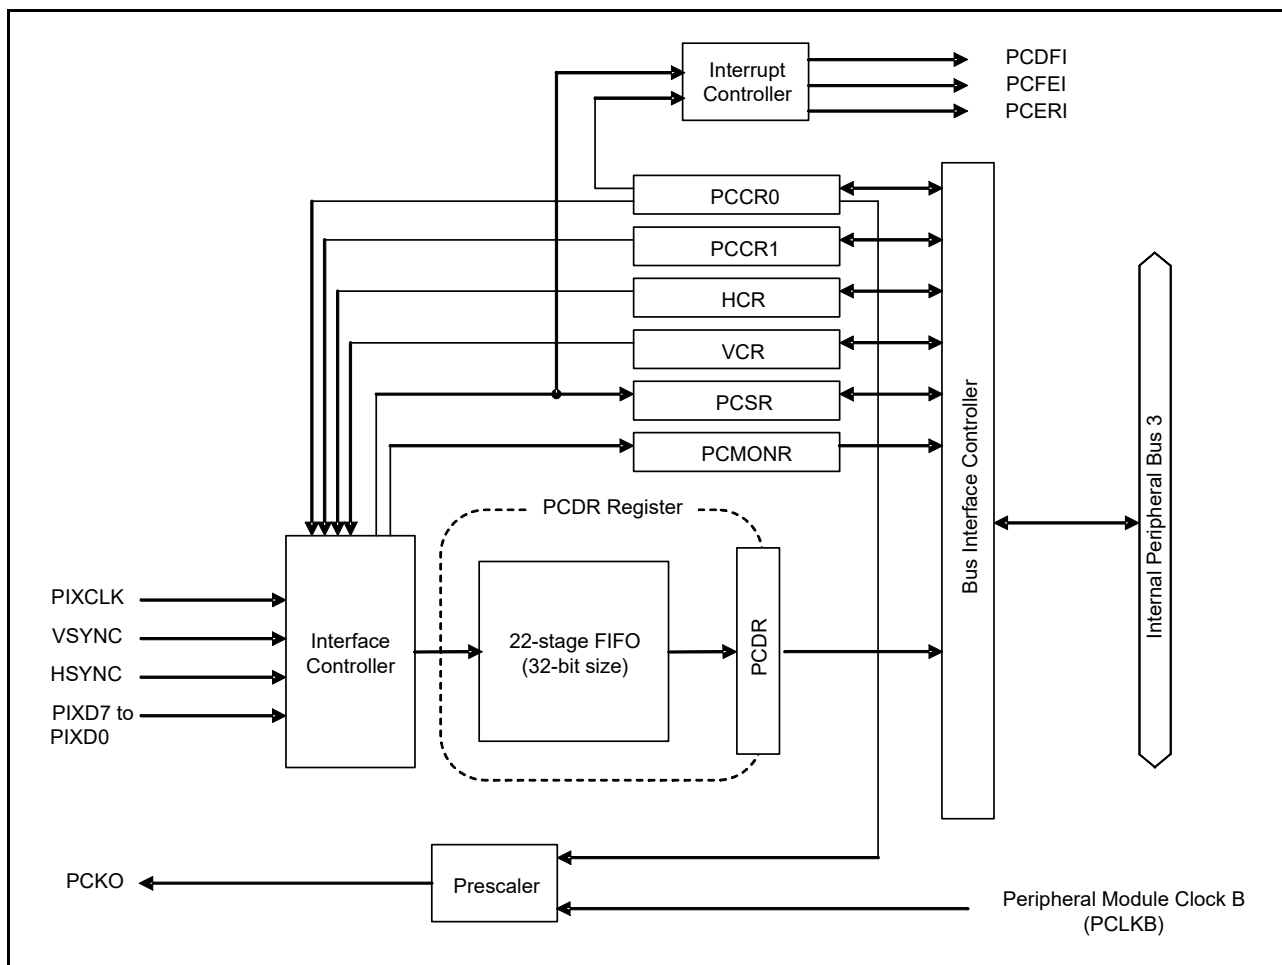 Interrupt
Controller
PCDFI
PCFEI
PCERI
PCCR0
PCCR1
HCR
VCR
PCSR
PCMONR
Bus Interface Controller
Internal Peripheral Bus 3
PCDR Register
PIXCLK
VSYNC
HSYNC
PIXD7 to
PIXD0
Interface
Controller
22-stage FIFO
(32-bit size)
PCDR
PCKO
Prescaler
Peripheral Module Clock B
(PCLKB)